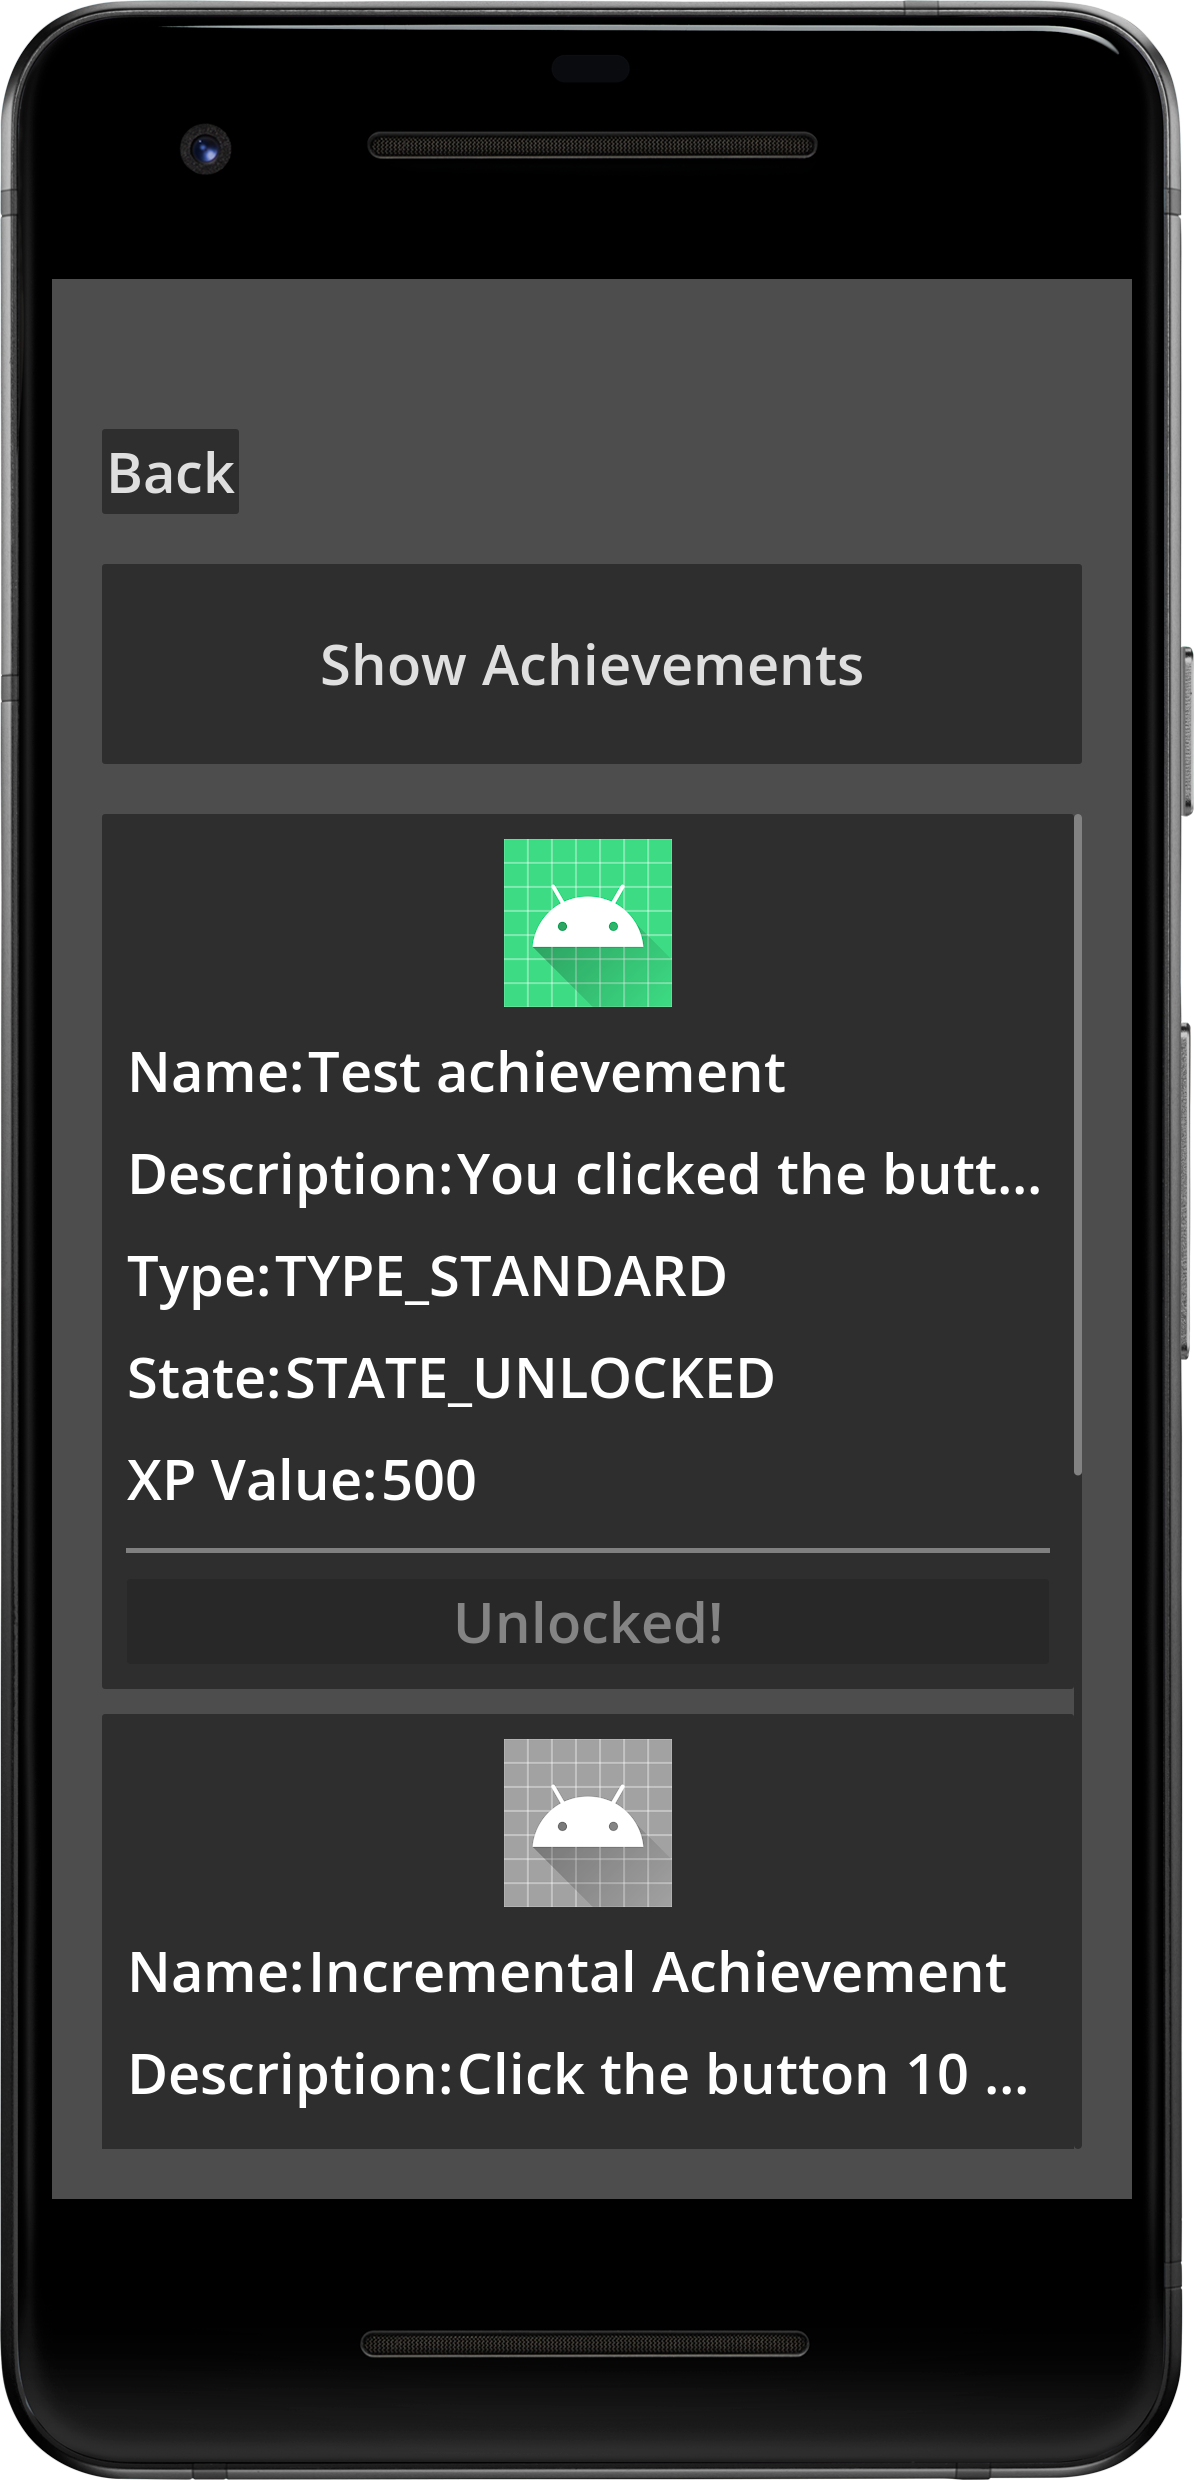 Back
Show Achievements
Name: Test achievement
Description: You clicked the butt...
Type: TYPE_STANDARD
State: STATE_UNLOCKED
XP Value: 500
Unlocked!
Name: Incremental Achievement
Description: Click the button 10 ...